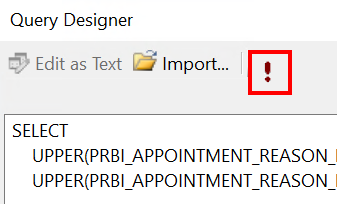 Query Designer
Edit as Text Import... !
SELECT
UPPER(PRBI_APPOINTMENT_REASON_
UPPER(PRBI_APPOINTMENT_REASON_